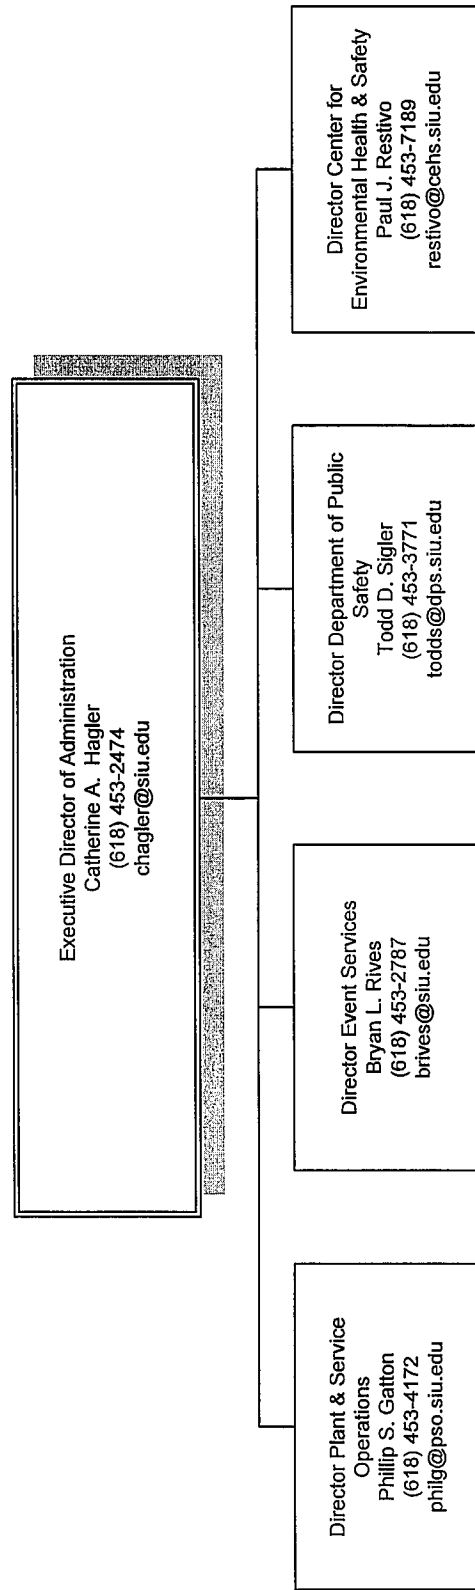 Executive Director of Administration
Catherine A. Hagler
(618) 453-2474
chagler@siu.edu
Director Plant & Service
Operations
Phillip S. Gatton
(618) 453-4172
philg@pso.siu.edu
Director Event Services
Bryan L. Rives
(618) 453-2787
brives@siu.edu
Director Department of Public
Safety
Todd D. Sigler
(618) 453-3771
todds@dps.siu.edu
Director Center for
Environmental Health & Safety
Paul J. Restivo
(618) 453-7189
restivo@cehs.siu.edu